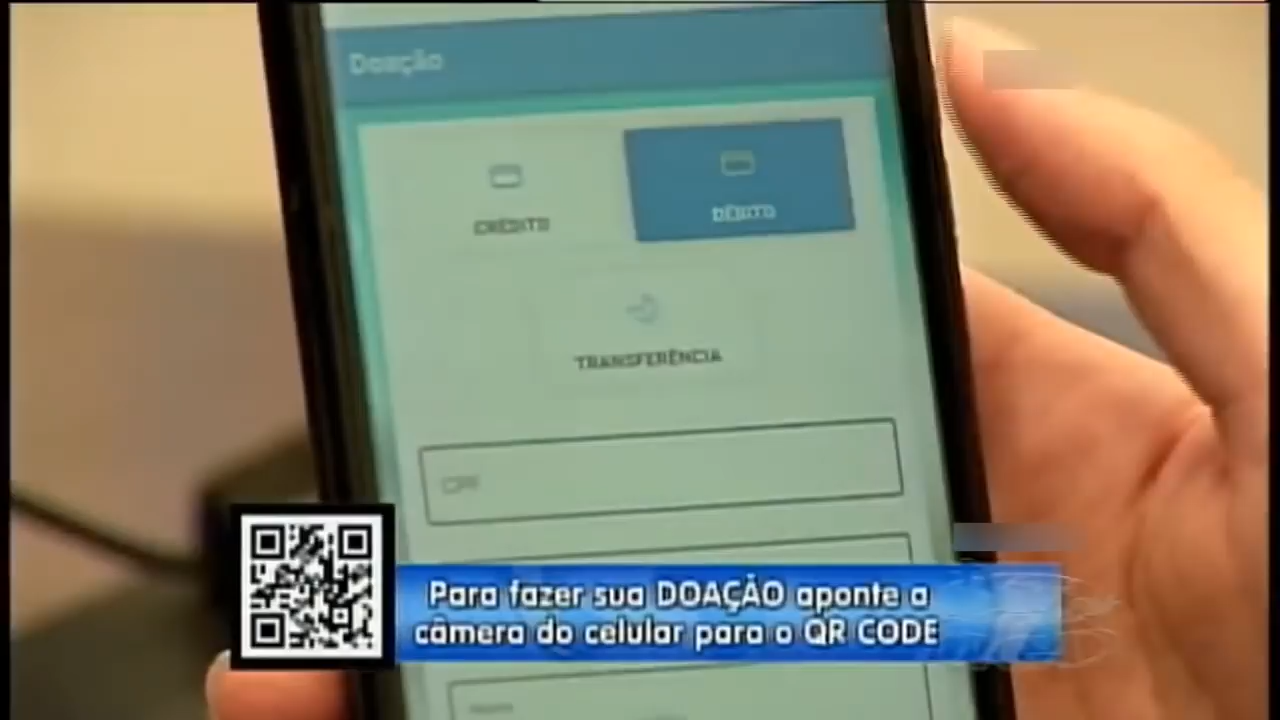 Doação
CRÉDITO
DÉBITO
TRANSFERÊNCIA
CPF
Para fazer sua DOAÇÃO aponte a
câmera do celular para o QR CODE